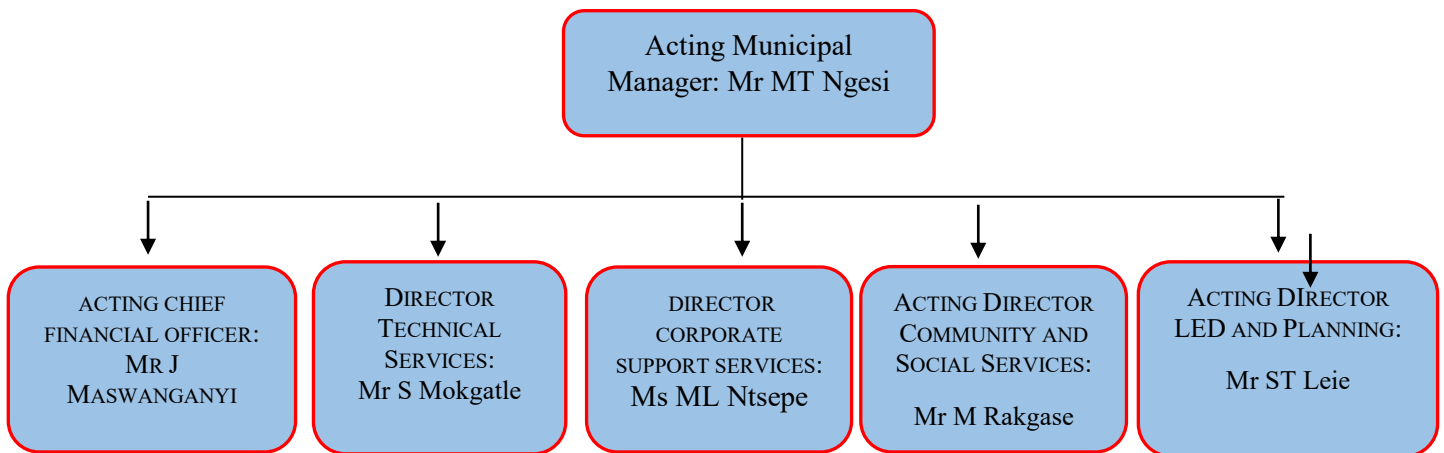 Acting Municipal
Manager: Mr MT Ngesi
ACTING CHIEF
FINANCIAL OFFICER:
MR J
MASWANGANYI
DIRECTOR
TECHNICAL
SERVICES:
Mr S Mokgatle
DIRECTOR
CORPORATE
SUPPORT SERVICES:
Ms ML Ntsepe
ACTING DIRECTOR
COMMUNITY AND
SOCIAL SERVICES:
Mr M Rakgase
ACTING DIRECTOR
LED AND PLANNING:
Mr ST Leie